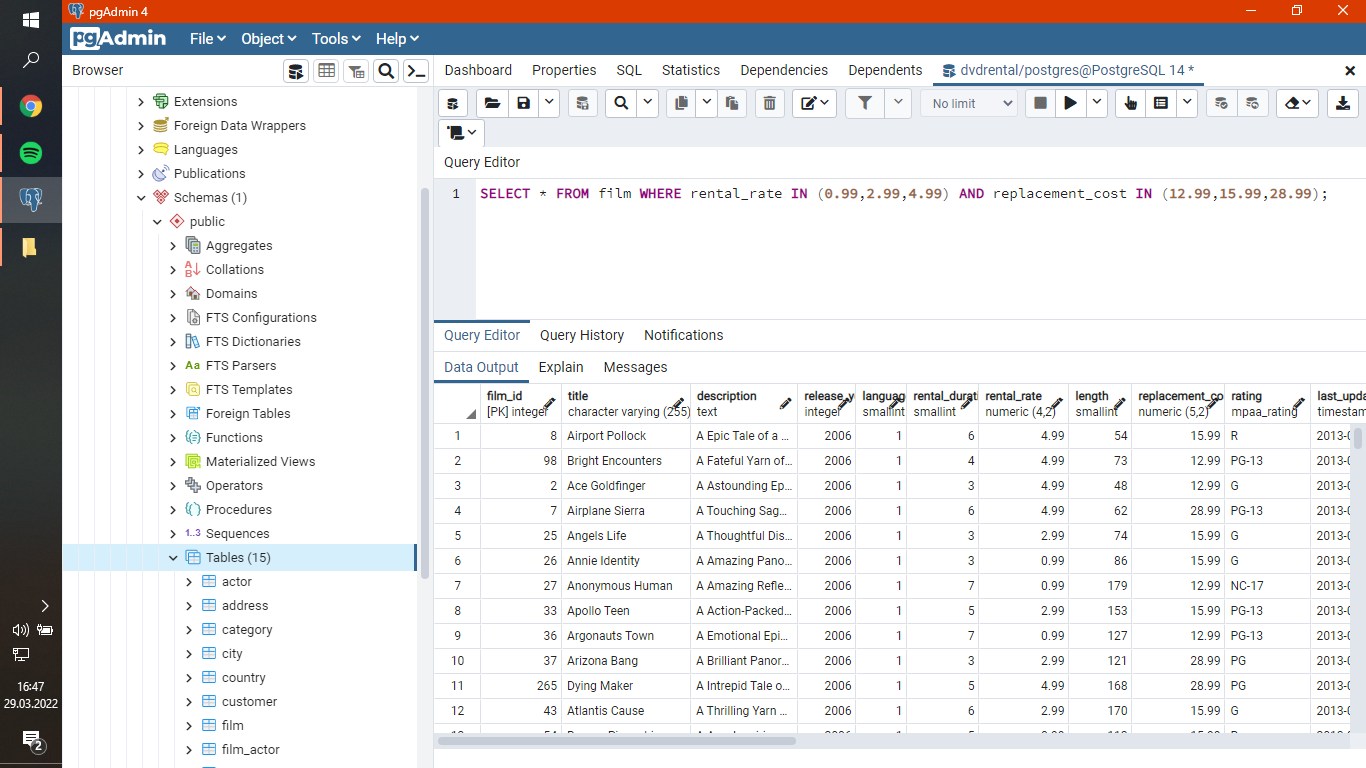 pgAdmin 4
pgAdmin File Object Tools Help
Browser
Dashboard Properties SQL Statistics Dependencies Dependents dvdrental/postgres@PostgreSQL 14 *
No limit
Extensions
Foreign Data Wrappers
Languages
Publications
Schemas (1)
public
Aggregates
Collations
Domains
FTS Configurations
FTS Dictionaries
Aa FTS Parsers
FTS Templates
Foreign Tables
Functions
Materialized Views
Operators
Procedures
1..3 Sequences
Tables (15)
actor
address
category
city
country
customer
film
film_actor
16:47
29.03.2022
2
Query Editor
1 SELECT * FROM film WHERE rental_rate IN (0.99,2.99,4.99) AND replacement_cost IN (12.99,15.99,28.99);
Query Editor Query History Notifications
Data Output Explain Messages
film_id title description release_y languag rental_durati rental_rate length replacement_co rating last_upda
[PK] integer character varying (255) text integer smallint smallint numeric (4,2) smallint numeric (5,2) mpaa_rating timestam
1 8 Airport Pollock A Epic Tale of a ... 2006 1 6 4.99 54 15.99 R 2013-0
2 98 Bright Encounters A Fateful Yarn of... 2006 1 4 4.99 73 12.99 PG-13 2013-0
3 2 Ace Goldfinger A Astounding Ep... 2006 1 3 4.99 48 12.99 G 2013-0
4 7 Airplane Sierra A Touching Sag... 2006 1 6 4.99 62 28.99 PG-13 2013-0
5 25 Angels Life A Thoughtful Dis... 2006 1 3 2.99 74 15.99 G 2013-0
6 26 Annie Identity A Amazing Pano... 2006 1 3 0.99 86 15.99 G 2013-0
7 27 Anonymous Human A Amazing Refle... 2006 1 7 0.99 179 12.99 NC-17 2013-0
8 33 Apollo Teen A Action-Packed... 2006 1 5 2.99 153 15.99 PG-13 2013-0
9 36 Argonauts Town A Emotional Epi... 2006 1 7 0.99 127 12.99 PG-13 2013-0
10 37 Arizona Bang A Brilliant Panor... 2006 1 3 2.99 121 28.99 PG 2013-0
11 265 Dying Maker A Intrepid Tale o... 2006 1 5 4.99 168 28.99 PG 2013-0
12 43 Atlantis Cause A Thrilling Yarn ... 2006 1 6 2.99 170 15.99 G 2013-0